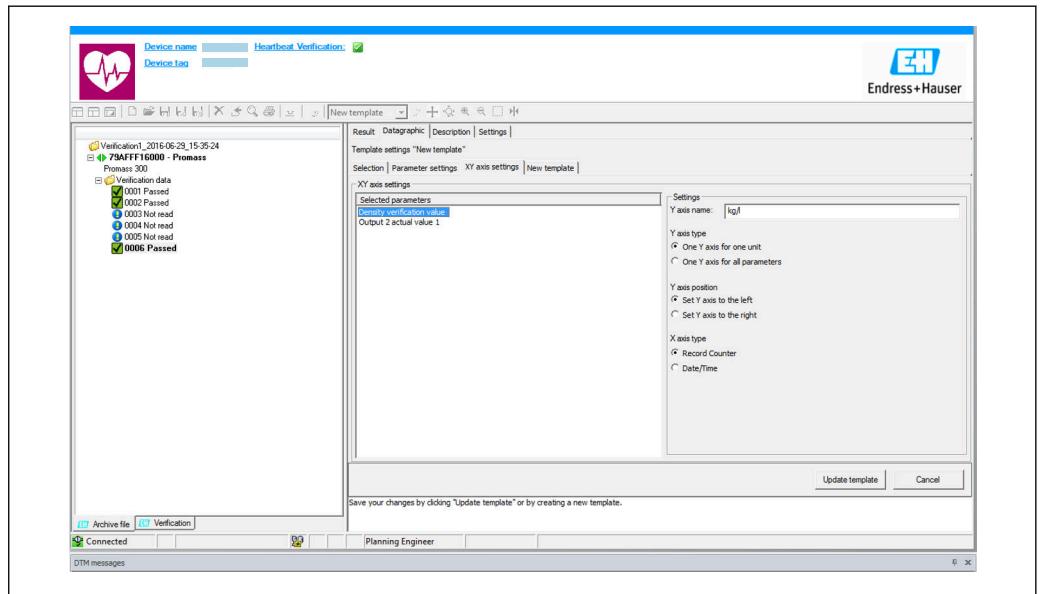 Device name Heartbeat Verification:
Device tag
Endress+Hauser
New template
Verification1_2016-06-29_15-35-24
79AFFF16000 - Promass
Promass 300
Verification data
0001 Passed
0002 Passed
0003 Not read
0004 Not read
0005 Not read
0006 Passed
Archive file Verification
Result Datagraphic Description Settings
Template settings "New template"
Selection Parameter settings XY axis settings New template
XY axis settings
Selected parameters
Density verification value
Output 2 actual value 1
Settings
Y axis name: kg/l
Y axis type
One Y axis for one unit
One Y axis for all parameters
Y axis position
Set Y axis to the left
Set Y axis to the right
X axis type
Record Counter
Date/Time
Update template Cancel
Save your changes by clicking "Update template" or by creating a new template.
Connected Planning Engineer
DTM messages